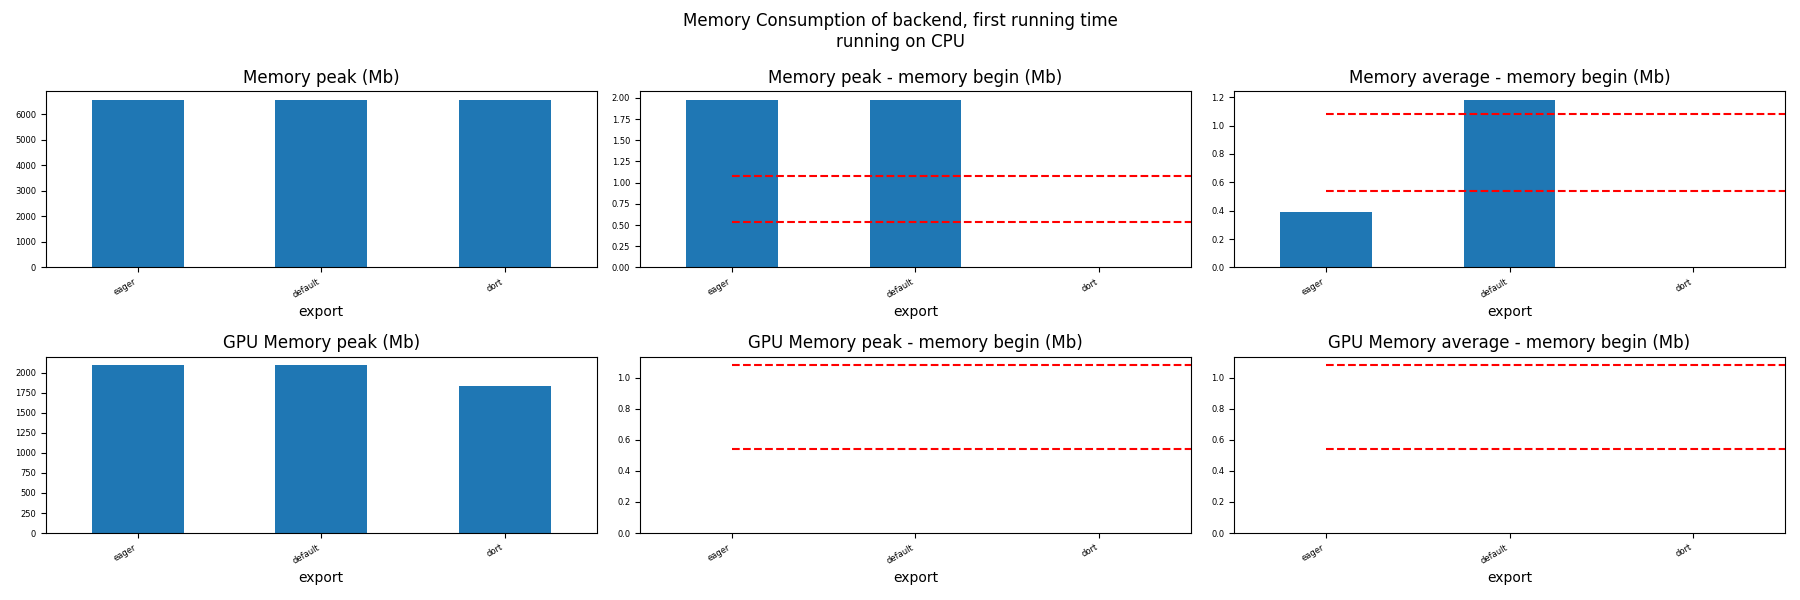 Memory Consumption of backend, first running time
running on CPU
Memory peak (Mb)
6000
5000
4000
3000
2000
1000
0
eager
default
dort
export
Memory peak - memory begin (Mb)
2.00
1.75
1.50
1.25
1.00
0.75
0.50
0.25
0.00
eager
default
dort
export
Memory average - memory begin (Mb)
1.2
1.0
0.8
0.6
0.4
0.2
0.0
eager
default
dort
export
GPU Memory peak (Mb)
2000
1750
1500
1250
1000
750
500
250
0
eager
default
dort
export
GPU Memory peak - memory begin (Mb)
1.0
0.8
0.6
0.4
0.2
0.0
eager
default
dort
export
GPU Memory average - memory begin (Mb)
1.0
0.8
0.6
0.4
0.2
0.0
eager
default
dort
export